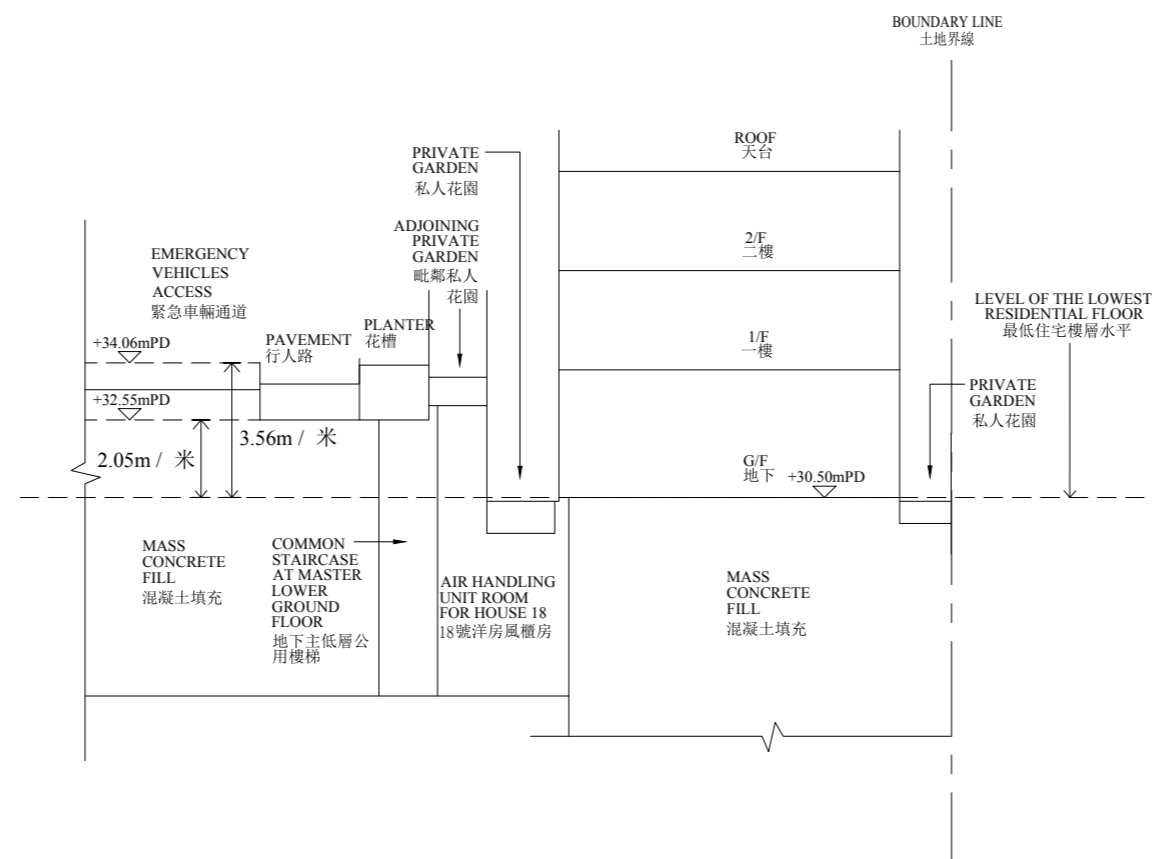 BOUNDARY LINE
土地界線
ROOF
天台
PRIVATE
GARDEN
私人花園
ADJOINING
PRIVATE
GARDEN
毗鄰私人
花園
2/F
二樓
EMERGENCY
VEHICLES
ACCESS
緊急車輛通道
LEVEL OF THE LOWEST
RESIDENTIAL FLOOR
最低住宅樓層水平
PLANTER
花槽
PAVEMENT
行人路
1/F
一樓
+34.06mPD
PRIVATE
GARDEN
私人花園
+32.55mPD
3.56m / 米
2.05m / 米
G/F
地下
+30.50mPD
MASS
CONCRETE
FILL
混凝土填充
COMMON
STAIRCASE
AT MASTER
LOWER
GROUND
FLOOR
地下主低層公
用樓梯
AIR HANDLING
UNIT ROOM
FOR HOUSE 18
18號洋房風櫃房
MASS
CONCRETE
FILL
混凝土填充